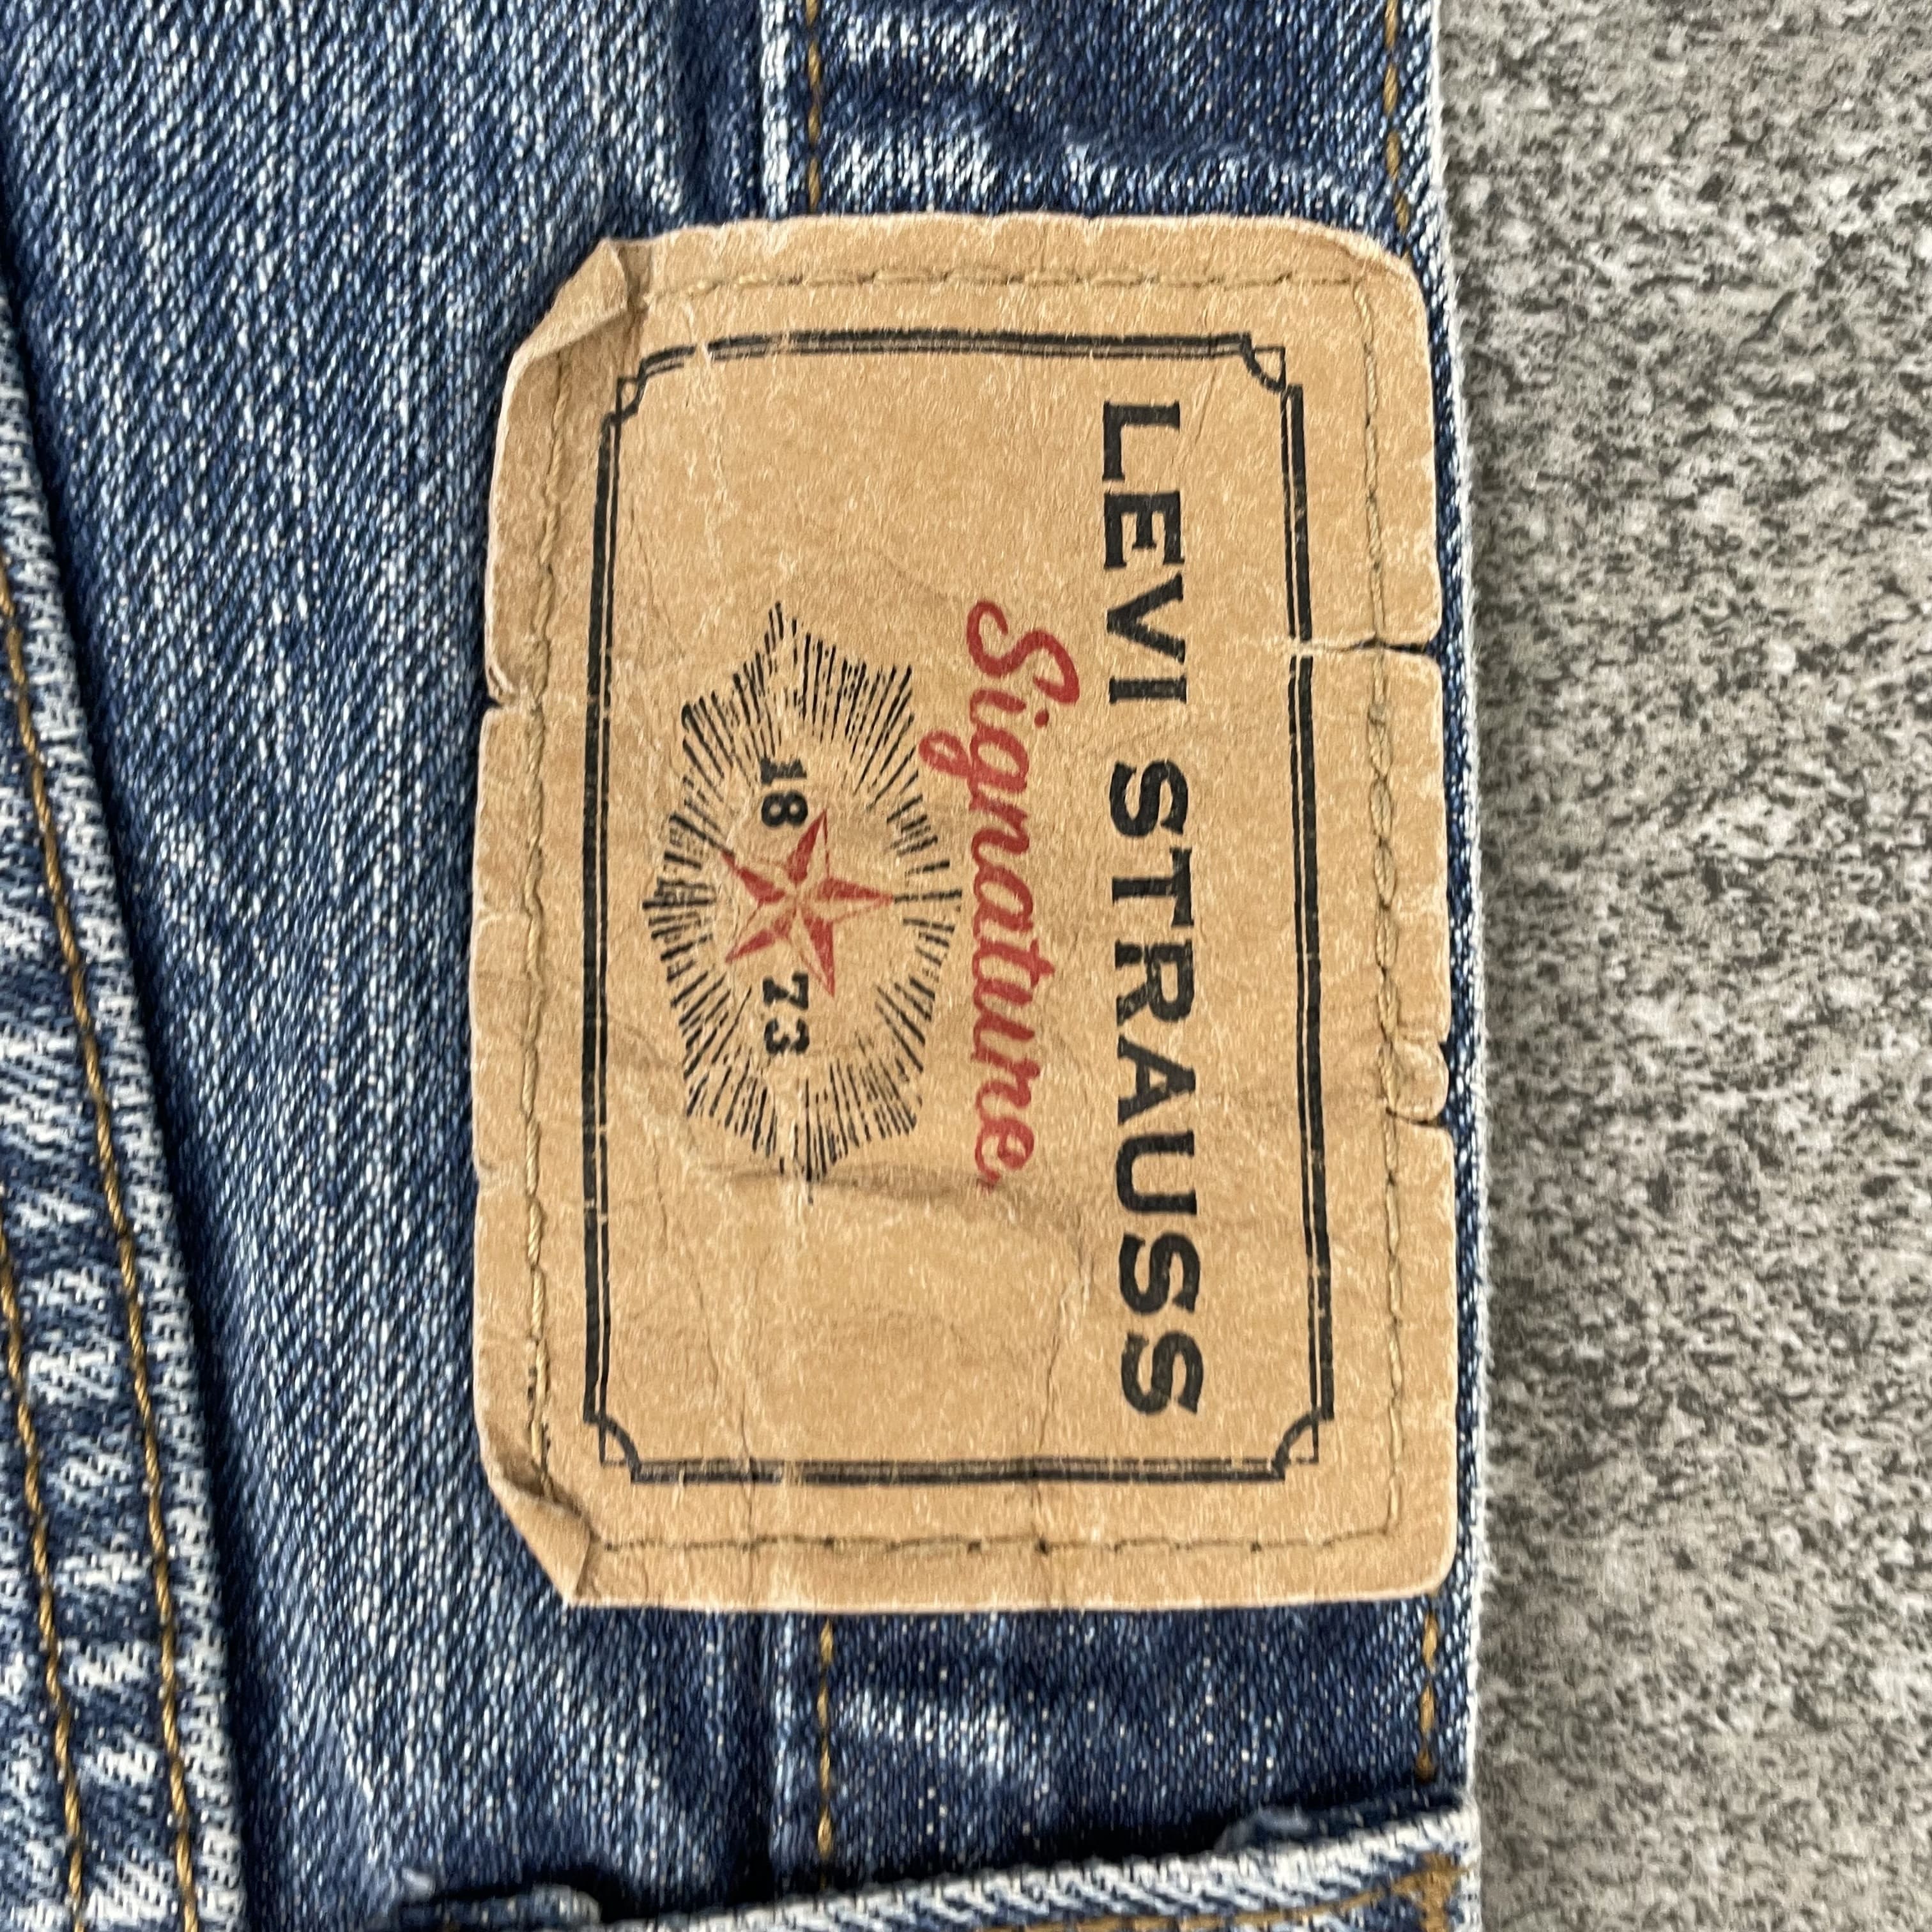 LEVI STRAUSS
Signature
18 73